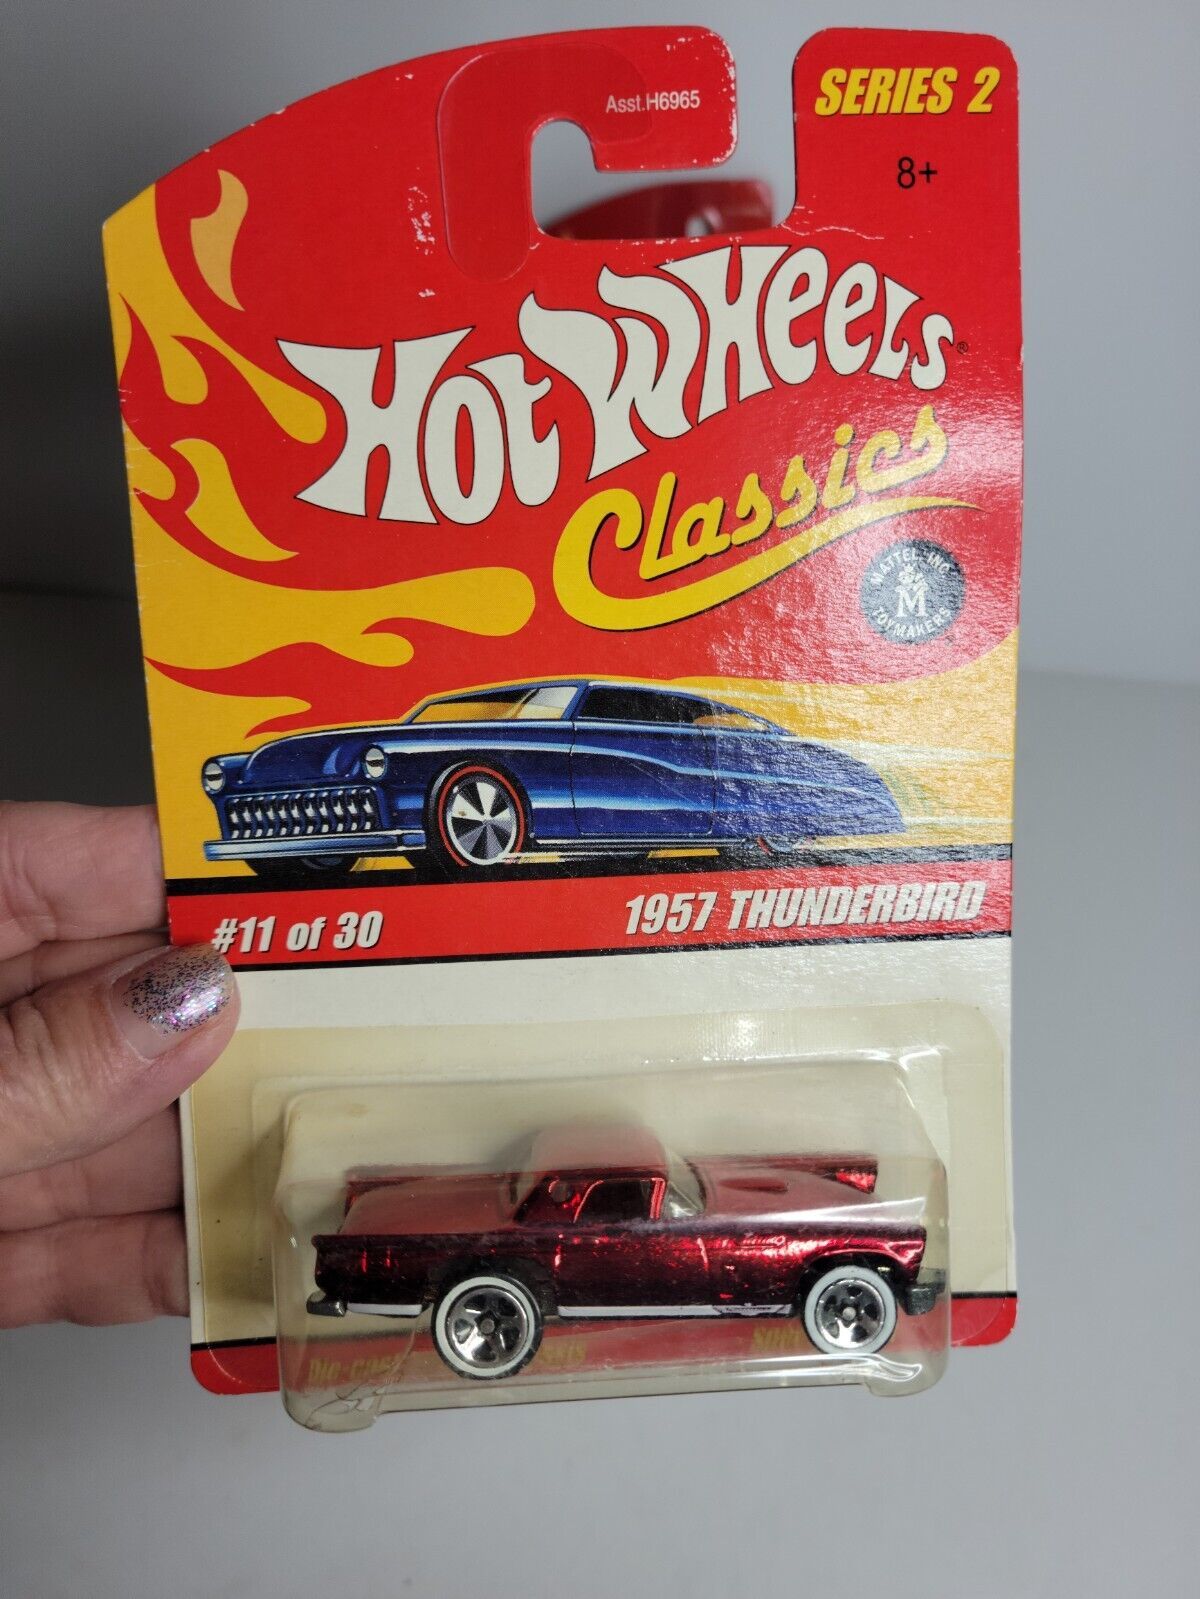 Asst.H6965
SERIES 2
8+
HOT WHEELS®
Classics
MATTEL, INC.
M
TOYMAKERS
#11 of 30
1957 THUNDERBIRD